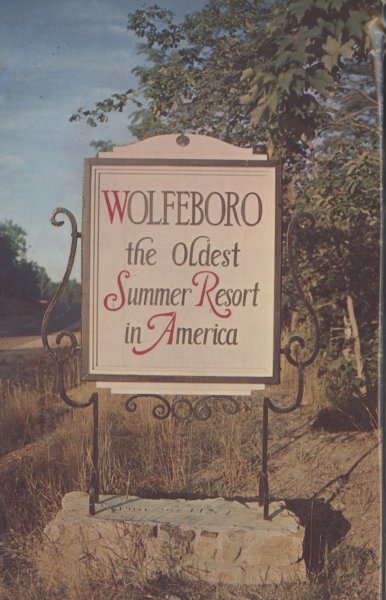 WOLFEBORO
the Oldest
Summer Resort
in America